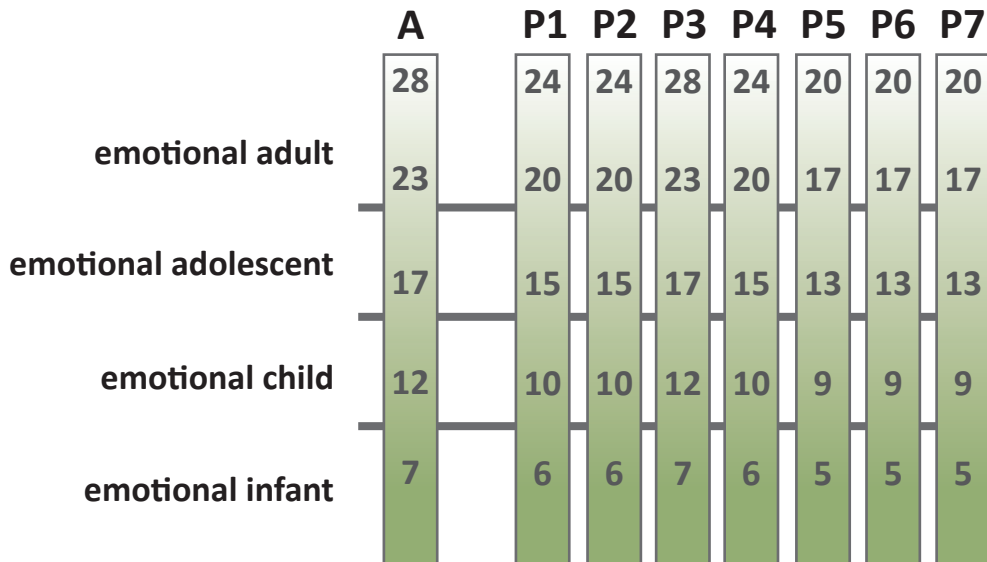 A P1 P2 P3 P4 P5 P6 P7
28 24 24 28 24 20 20 20
emotional adult
23 20 20 23 20 17 17 17
emotional adolescent
17 15 15 17 15 13 13 13
emotional child
12 10 10 12 10 9 9 9
7 6 6 7 6 5 5 5
emotional infant